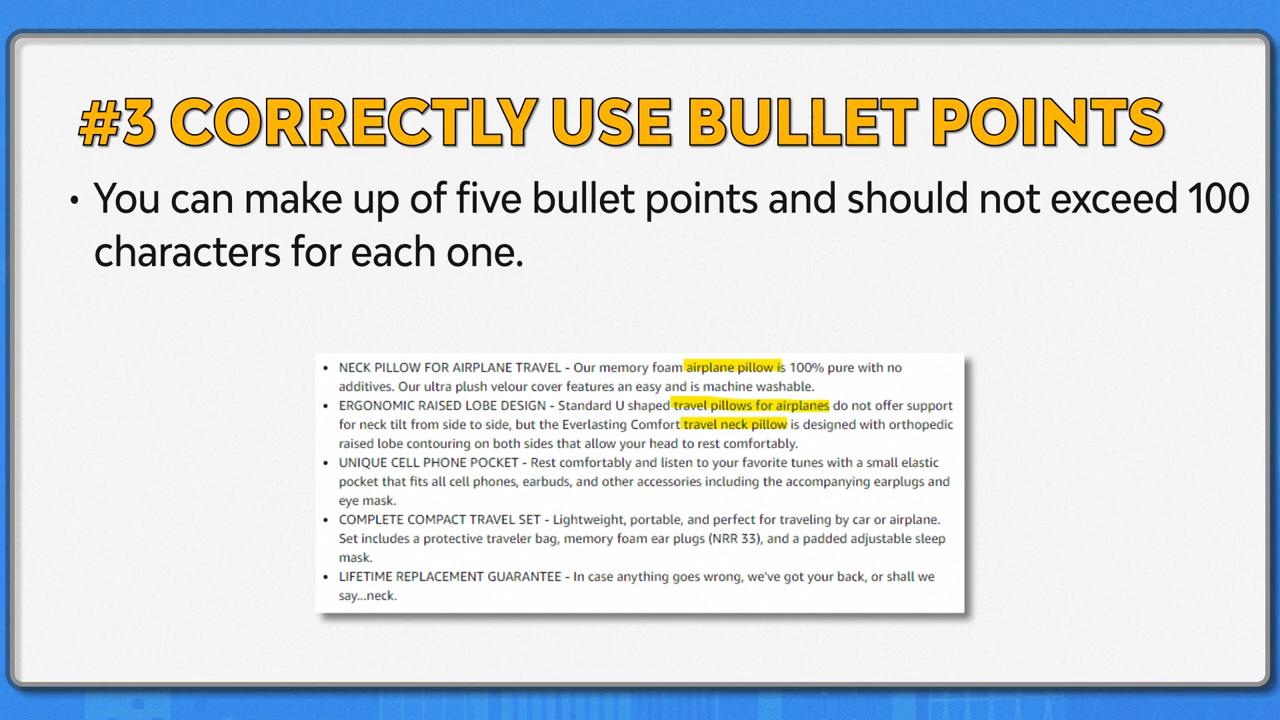 #3 CORRECTLY USE BULLET POINTS
• You can make up of five bullet points and should not exceed 100
characters for each one.
• NECK PILLOW FOR AIRPLANE TRAVEL - Our memory foam airplane pillow is 100% pure with no
additives. Our ultra plush velour cover features an easy and is machine washable.
• ERGONOMIC RAISED LOBE DESIGN - Standard U shaped travel pillows for airplanes do not offer support
for neck tilt from side to side, but the Everlasting Comfort travel neck pillow is designed with orthopedic
raised lobe contouring on both sides that allow your head to rest comfortably.
• UNIQUE CELL PHONE POCKET - Rest comfortably and listen to your favorite tunes with a small elastic
pocket that fits all cell phones, earbuds, and other accessories including the accompanying earplugs and
eye mask.
• COMPLETE COMPACT TRAVEL SET - Lightweight, portable, and perfect for traveling by car or airplane.
Set includes a protective traveler bag, memory foam ear plugs (NRR 33), and a padded adjustable sleep
mask.
• LIFETIME REPLACEMENT GUARANTEE - In case anything goes wrong, we've got your back, or shall we
say...neck.